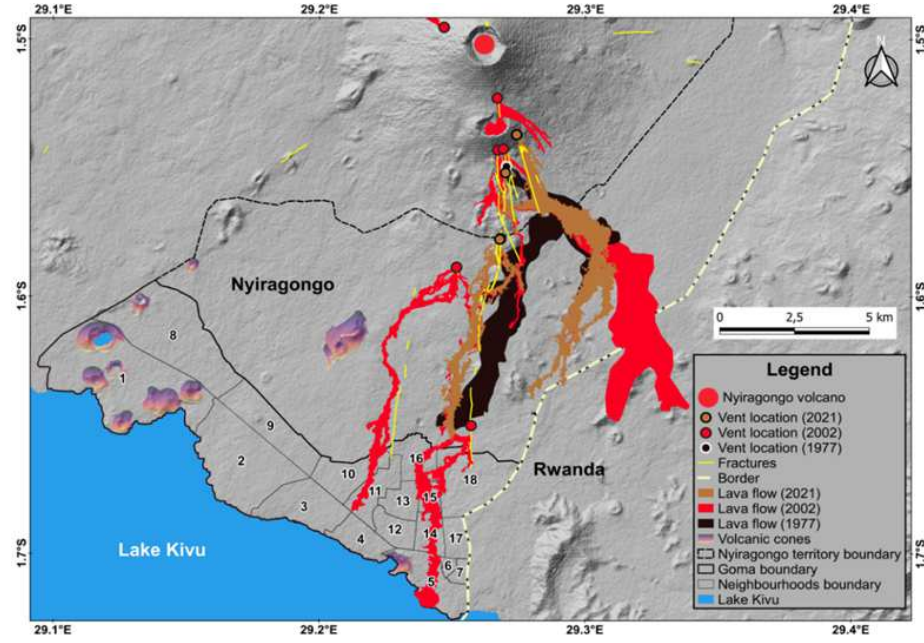 29.1°E 29.2°E 29.3°E 29.4°E
1.5°S 1.5°S
N
Nyiragongo
1.6°S 1.6°S
0 2,5 5 km
8
1
Legend
Nyiragongo volcano
Vent location (2021)
Vent location (2002)
Vent location (1977)
Fractures
Border
Lava flow (2021)
Lava flow (2002)
Lava flow (1977)
Volcanic cones
Nyiragongo territory boundary
Goma boundary
Neighbourhoods boundary
Lake Kivu
9
2
16
Rwanda
10
18
11
15
13
3
12
14
17
4
Lake Kivu
1.7°S 1.7°S
6
7
5
29.1°E 29.2°E 29.3°E 29.4°E